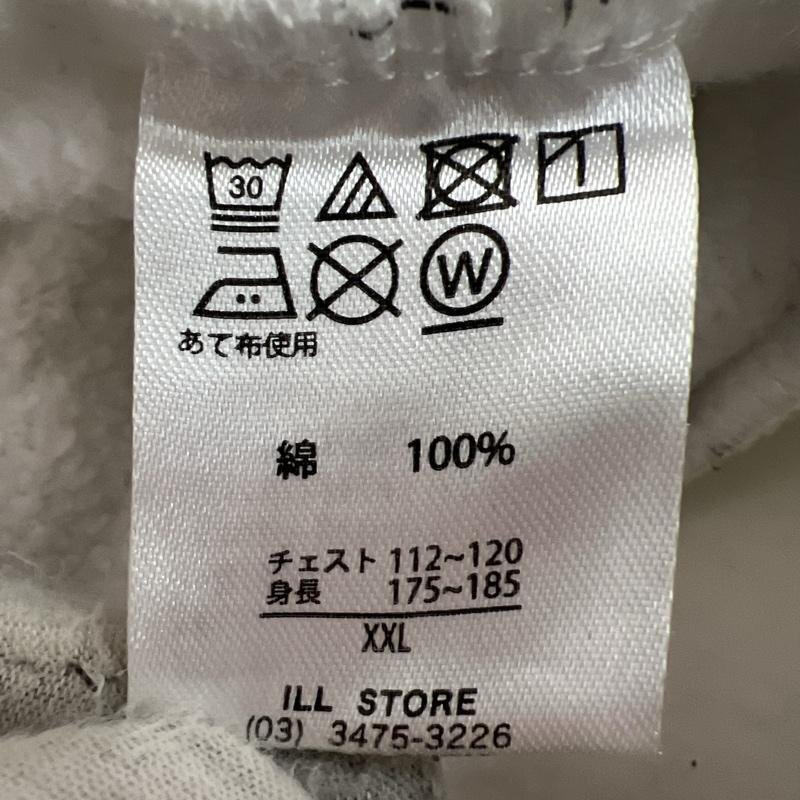 30
W
あて布使用
綿 100%
チェスト 112~120
身長 175~185
XXL
ILL STORE
(03) 3475-3226